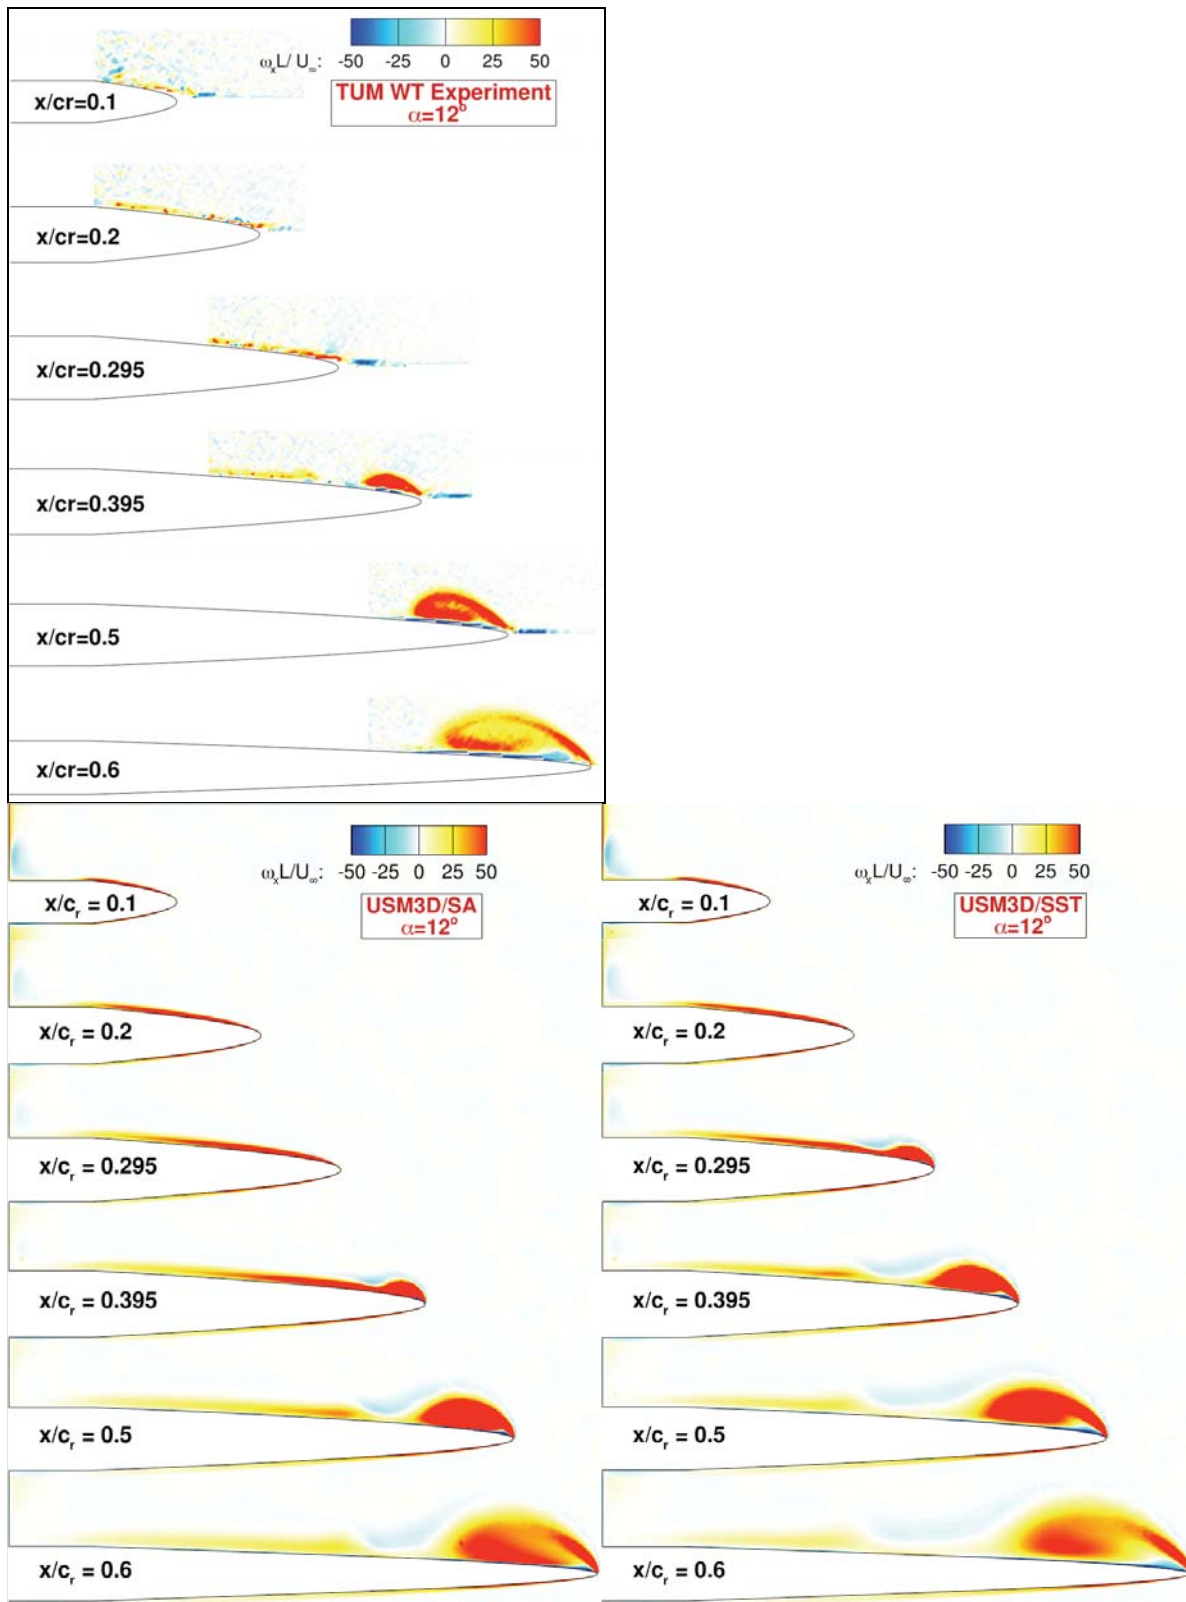 ωₓL/U∞: -50 -25 0 25 50
TUM WT Experiment
α=12°
x/cr=0.1
x/cr=0.2
x/cr=0.295
x/cr=0.395
x/cr=0.5
x/cr=0.6
ωₓL/U∞: -50 -25 0 25 50
USM3D/SA
α=12°
x/cᵣ = 0.1
x/cᵣ = 0.2
x/cᵣ = 0.295
x/cᵣ = 0.395
x/cᵣ = 0.5
x/cᵣ = 0.6
ωₓL/U∞: -50 -25 0 25 50
USM3D/SST
α=12°
x/cᵣ = 0.1
x/cᵣ = 0.2
x/cᵣ = 0.295
x/cᵣ = 0.395
x/cᵣ = 0.5
x/cᵣ = 0.6